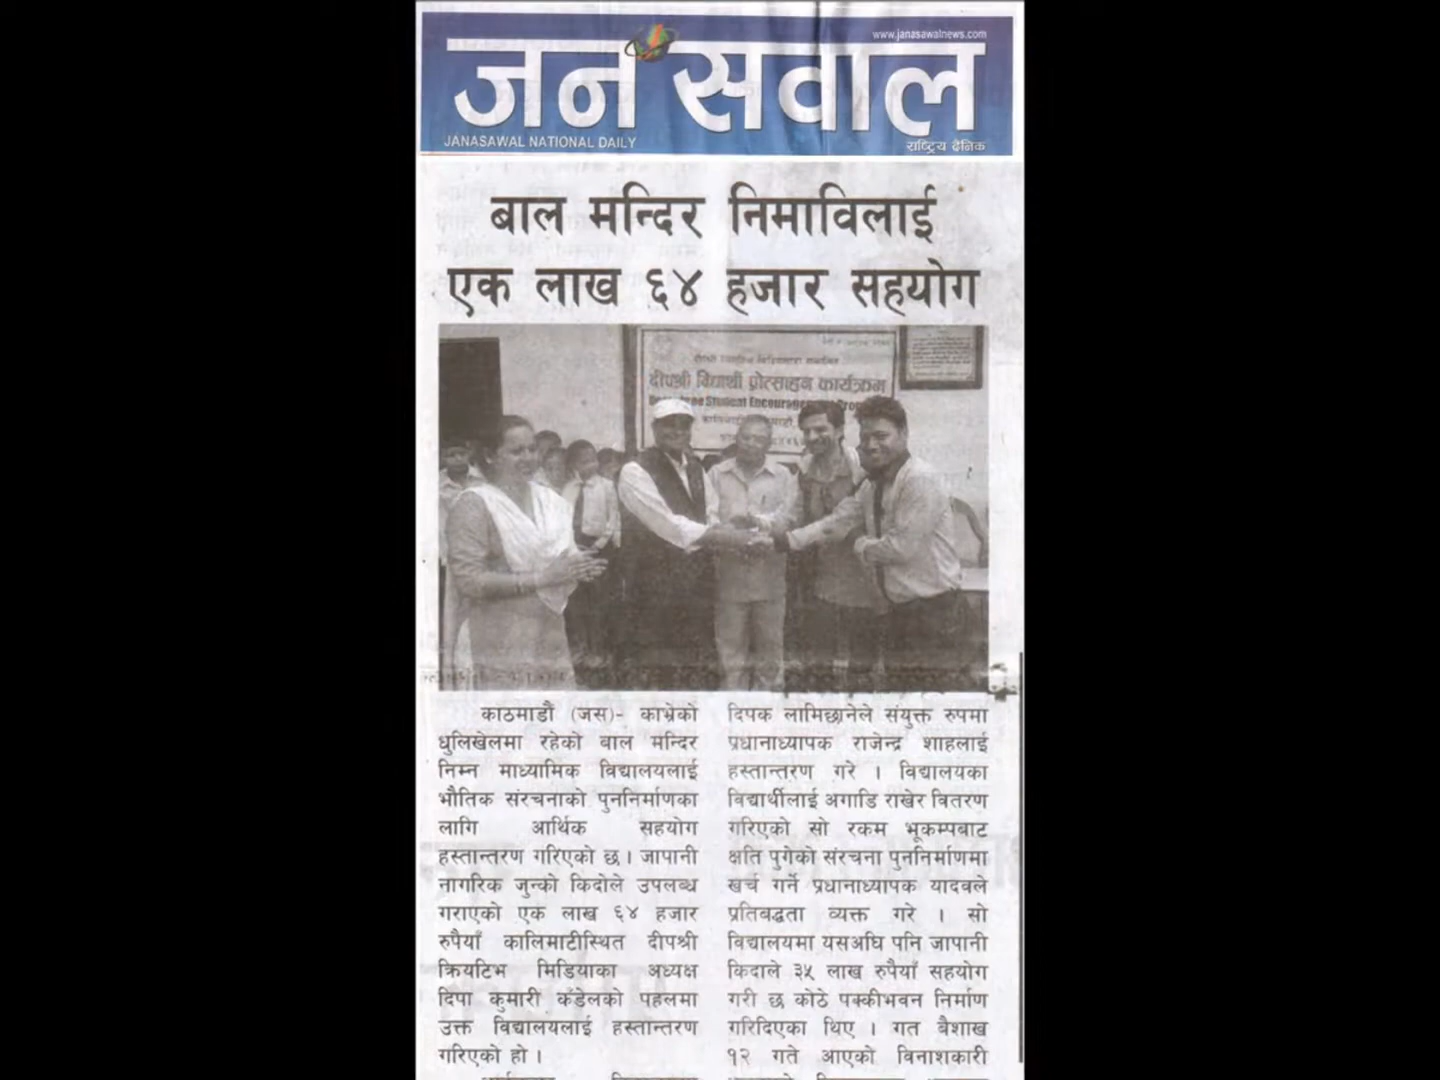 www.janasawalnews.com
जन सवाल
JANASAWAL NATIONAL DAILY
राष्ट्रिय दैनिक
बाल मन्दिर निमाविलाई
एक लाख ६४ हजार सहयोग
दीपश्री विद्यार्थी प्रोत्साहन कार्यक्रम
Student Encouragement
काठमाडौं (जस)- काभ्रेको
धुलिखेलमा रहेको बाल मन्दिर
निम्न माध्यामिक विद्यालयलाई
भौतिक संरचनाको पुननिर्माणका
लागि आर्थिक सहयोग
हस्तान्तरण गरिएको छ । जापानी
नागरिक जुन्को किदोले उपलब्ध
गराएको एक लाख ६४ हजार
रुपैयाँ कालिमाटीस्थित दीपश्री
क्रियटिभ मिडियाका अध्यक्ष
दिपा कुमारी कँडेलको पहलमा
उक्त विद्यालयलाई हस्तान्तरण
गरिएको हो ।
दिपक लामिछानेले संयुक्त रुपमा
प्रधानाध्यापक राजेन्द्र शाहलाई
हस्तान्तरण गरे । विद्यालयका
विद्यार्थीलाई अगाडि राखेर वितरण
गरिएको सो रकम भूकम्पबाट
क्षति पुगेको संरचना पुननिर्माणमा
खर्च गर्ने प्रधानाध्यापक यादवले
प्रतिबद्धता व्यक्त गरे । सो
विद्यालयमा यसअघि पनि जापानी
किदाले ३५ लाख रुपैयाँ सहयोग
गरी छ कोठे पक्कीभवन निर्माण
गरिदिएका थिए । गत बैशाख
१२ गते आएको विनाशकारी